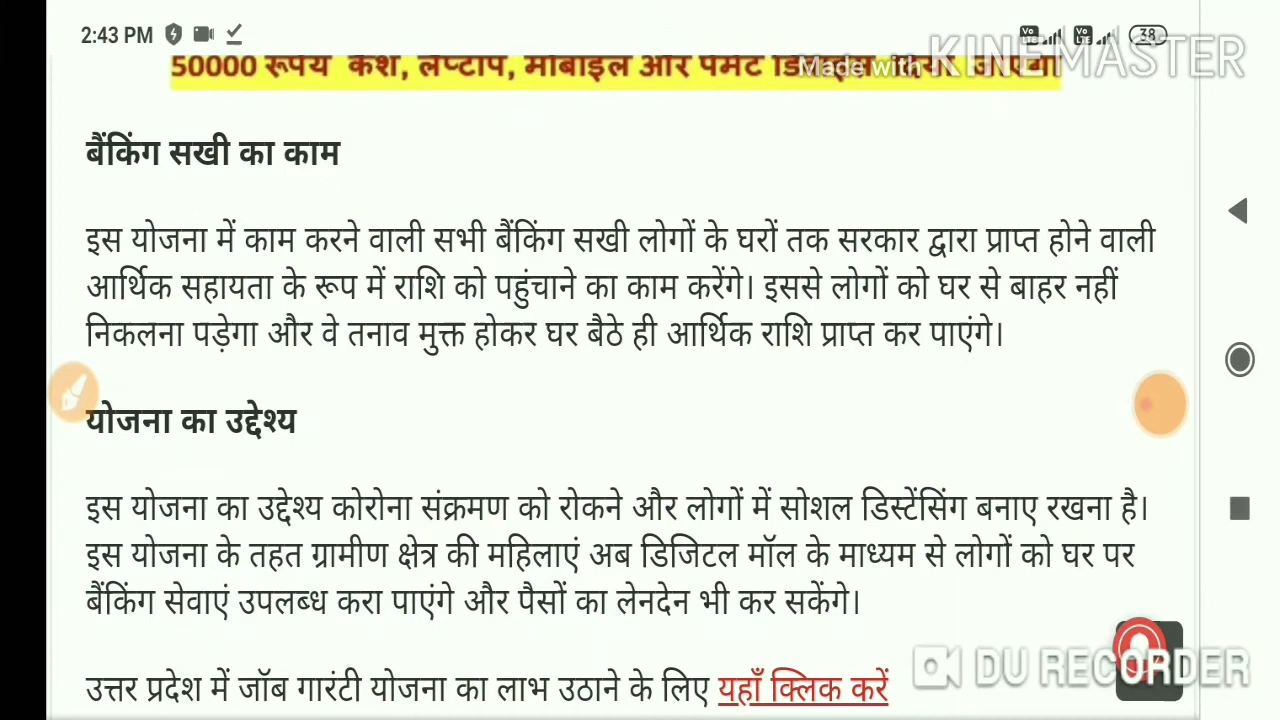 2:43 PM
38
50000 रूपये कैश, लैपटॉप, मोबाइल और पेमेंट
Made with KINEMASTER
बैंकिंग सखी का काम
इस योजना में काम करने वाली सभी बैंकिंग सखी लोगों के घरों तक सरकार द्वारा प्राप्त होने वाली
आर्थिक सहायता के रूप में राशि को पहुंचाने का काम करेंगे। इससे लोगों को घर से बाहर नहीं
निकलना पड़ेगा और वे तनाव मुक्त होकर घर बैठे ही आर्थिक राशि प्राप्त कर पाएंगे।
योजना का उद्देश्य
इस योजना का उद्देश्य कोरोना संक्रमण को रोकने और लोगों में सोशल डिस्टेंसिंग बनाए रखना है।
इस योजना के तहत ग्रामीण क्षेत्र की महिलाएं अब डिजिटल मॉल के माध्यम से लोगों को घर पर
बैंकिंग सेवाएं उपलब्ध करा पाएंगे और पैसों का लेनदेन भी कर सकेंगे।
DU RECORDER
उत्तर प्रदेश में जॉब गारंटी योजना का लाभ उठाने के लिए यहाँ क्लिक करें